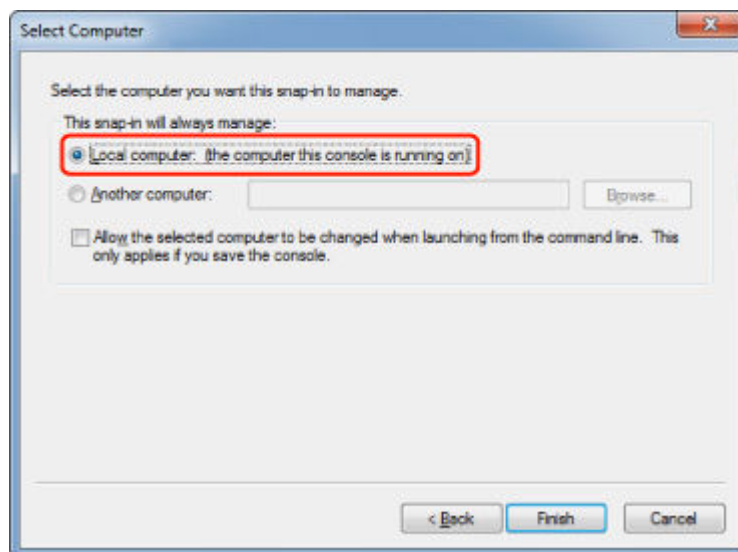 Select Computer
Select the computer you want this snap-in to manage.
This snap-in will always manage:
Local computer: (the computer this console is running on)
Another computer:
Browse...
Allow the selected computer to be changed when launching from the command line. This
only applies if you save the console.
< Back
Finish
Cancel